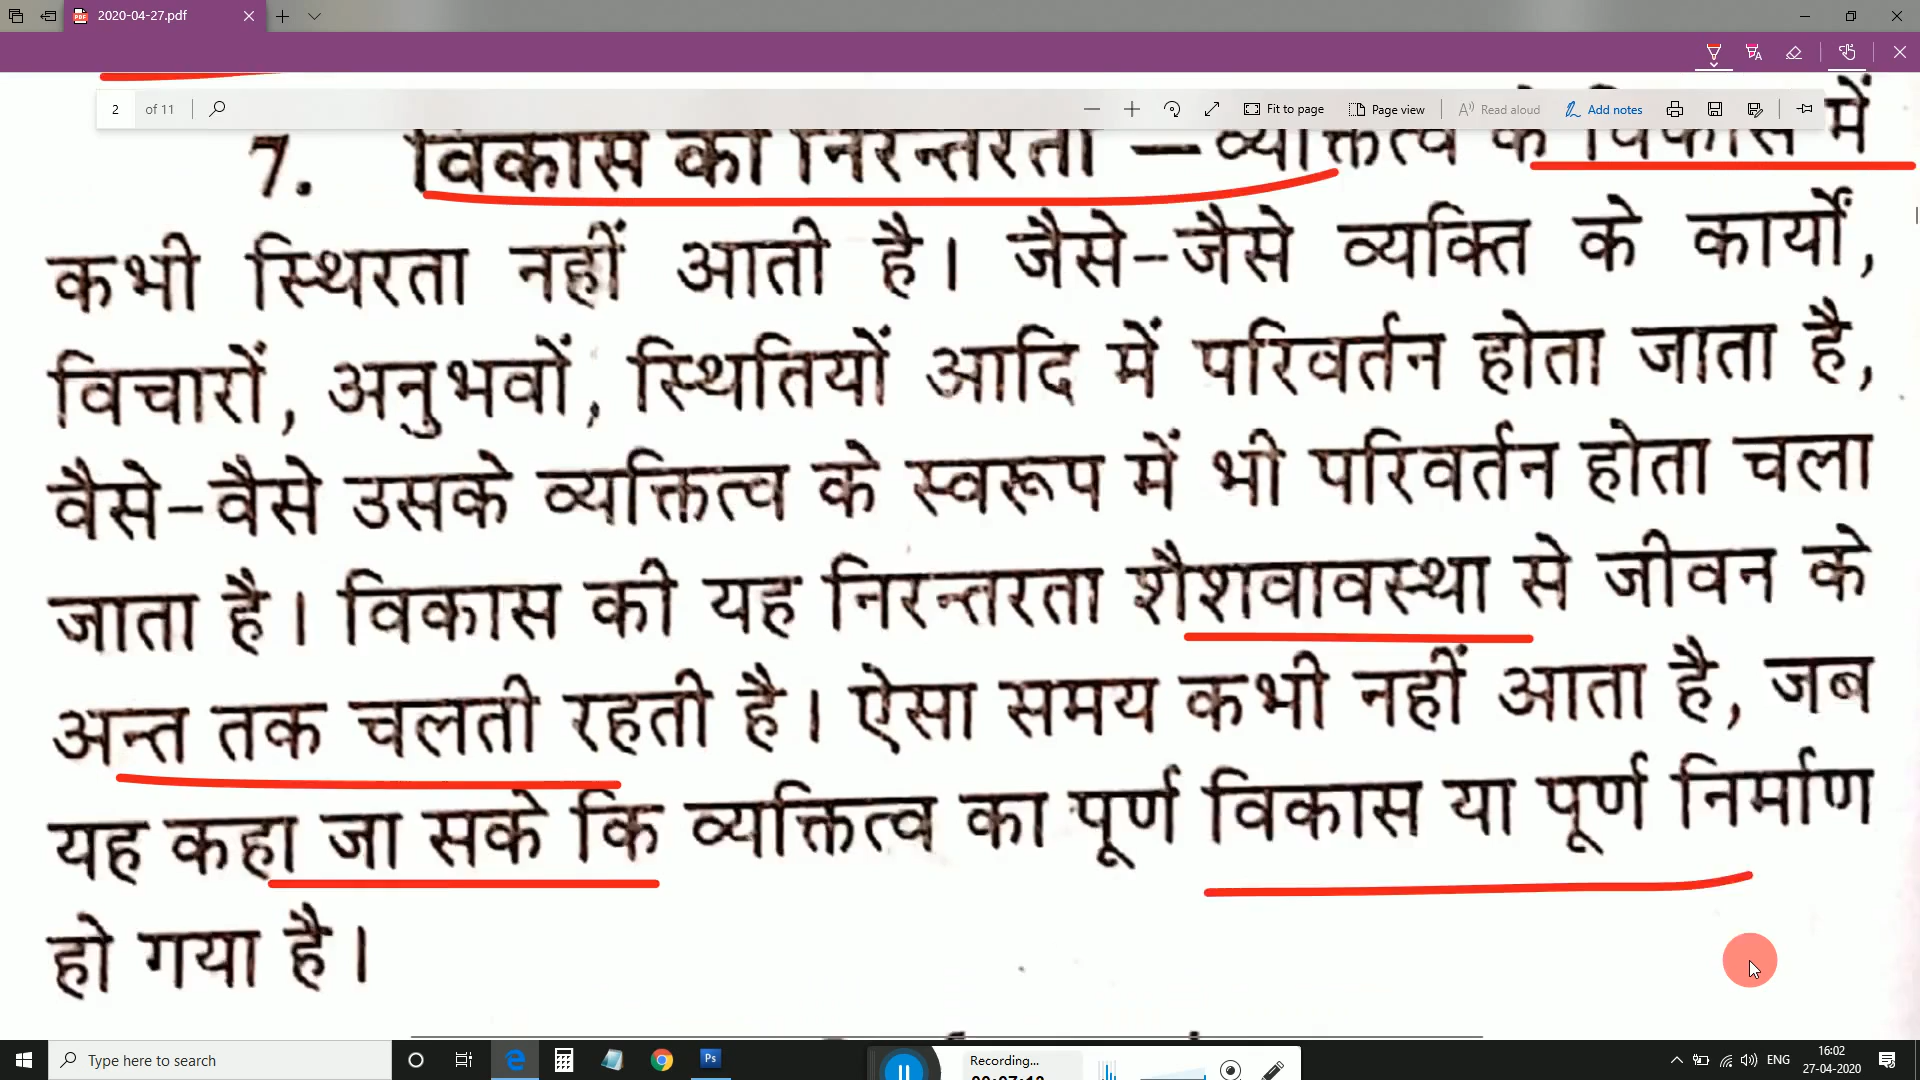 2020-04-27.pdf
2 of 11 Fit to page Page view Read aloud Add notes
7. विकास की निरन्तरता – व्यक्तित्व के विकास में
कभी स्थिरता नहीं आती है। जैसे-जैसे व्यक्ति के कार्यों,
विचारों, अनुभवों, स्थितियों आदि में परिवर्तन होता जाता है,
वैसे-वैसे उसके व्यक्तित्व के स्वरूप में भी परिवर्तन होता चला
जाता है। विकास की यह निरन्तरता शैशवावस्था से जीवन के
अन्त तक चलती रहती है। ऐसा समय कभी नहीं आता है, जब
यह कहा जा सके कि व्यक्तित्व का पूर्ण विकास या पूर्ण निर्माण
हो गया है।
Type here to search
Ps
Recording...
ENG
16:02
27-04-2020